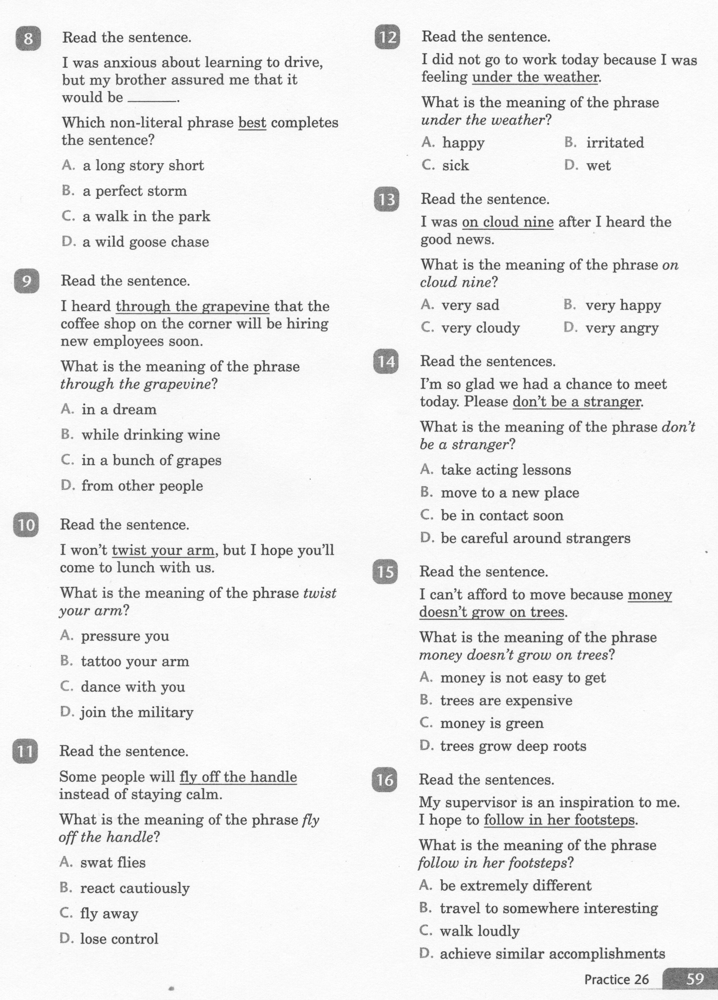 8
Read the sentence.
I was anxious about learning to drive,
but my brother assured me that it
would be ______.
Which non-literal phrase best completes
the sentence?
A. a long story short
B. a perfect storm
C. a walk in the park
D. a wild goose chase
9
Read the sentence.
I heard through the grapevine that the
coffee shop on the corner will be hiring
new employees soon.
What is the meaning of the phrase
through the grapevine?
A. in a dream
B. while drinking wine
C. in a bunch of grapes
D. from other people
10
Read the sentence.
I won't twist your arm, but I hope you'll
come to lunch with us.
What is the meaning of the phrase twist
your arm?
A. pressure you
B. tattoo your arm
C. dance with you
D. join the military
11
Read the sentence.
Some people will fly off the handle
instead of staying calm.
What is the meaning of the phrase fly
off the handle?
A. swat flies
B. react cautiously
C. fly away
D. lose control
12
Read the sentence.
I did not go to work today because I was
feeling under the weather.
What is the meaning of the phrase
under the weather?
A. happy B. irritated
C. sick D. wet
13
Read the sentence.
I was on cloud nine after I heard the
good news.
What is the meaning of the phrase on
cloud nine?
A. very sad B. very happy
C. very cloudy D. very angry
14
Read the sentences.
I'm so glad we had a chance to meet
today. Please don't be a stranger.
What is the meaning of the phrase don't
be a stranger?
A. take acting lessons
B. move to a new place
C. be in contact soon
D. be careful around strangers
15
Read the sentence.
I can't afford to move because money
doesn't grow on trees.
What is the meaning of the phrase
money doesn't grow on trees?
A. money is not easy to get
B. trees are expensive
C. money is green
D. trees grow deep roots
16
Read the sentences.
My supervisor is an inspiration to me.
I hope to follow in her footsteps.
What is the meaning of the phrase
follow in her footsteps?
A. be extremely different
B. travel to somewhere interesting
C. walk loudly
D. achieve similar accomplishments
Practice 26 59